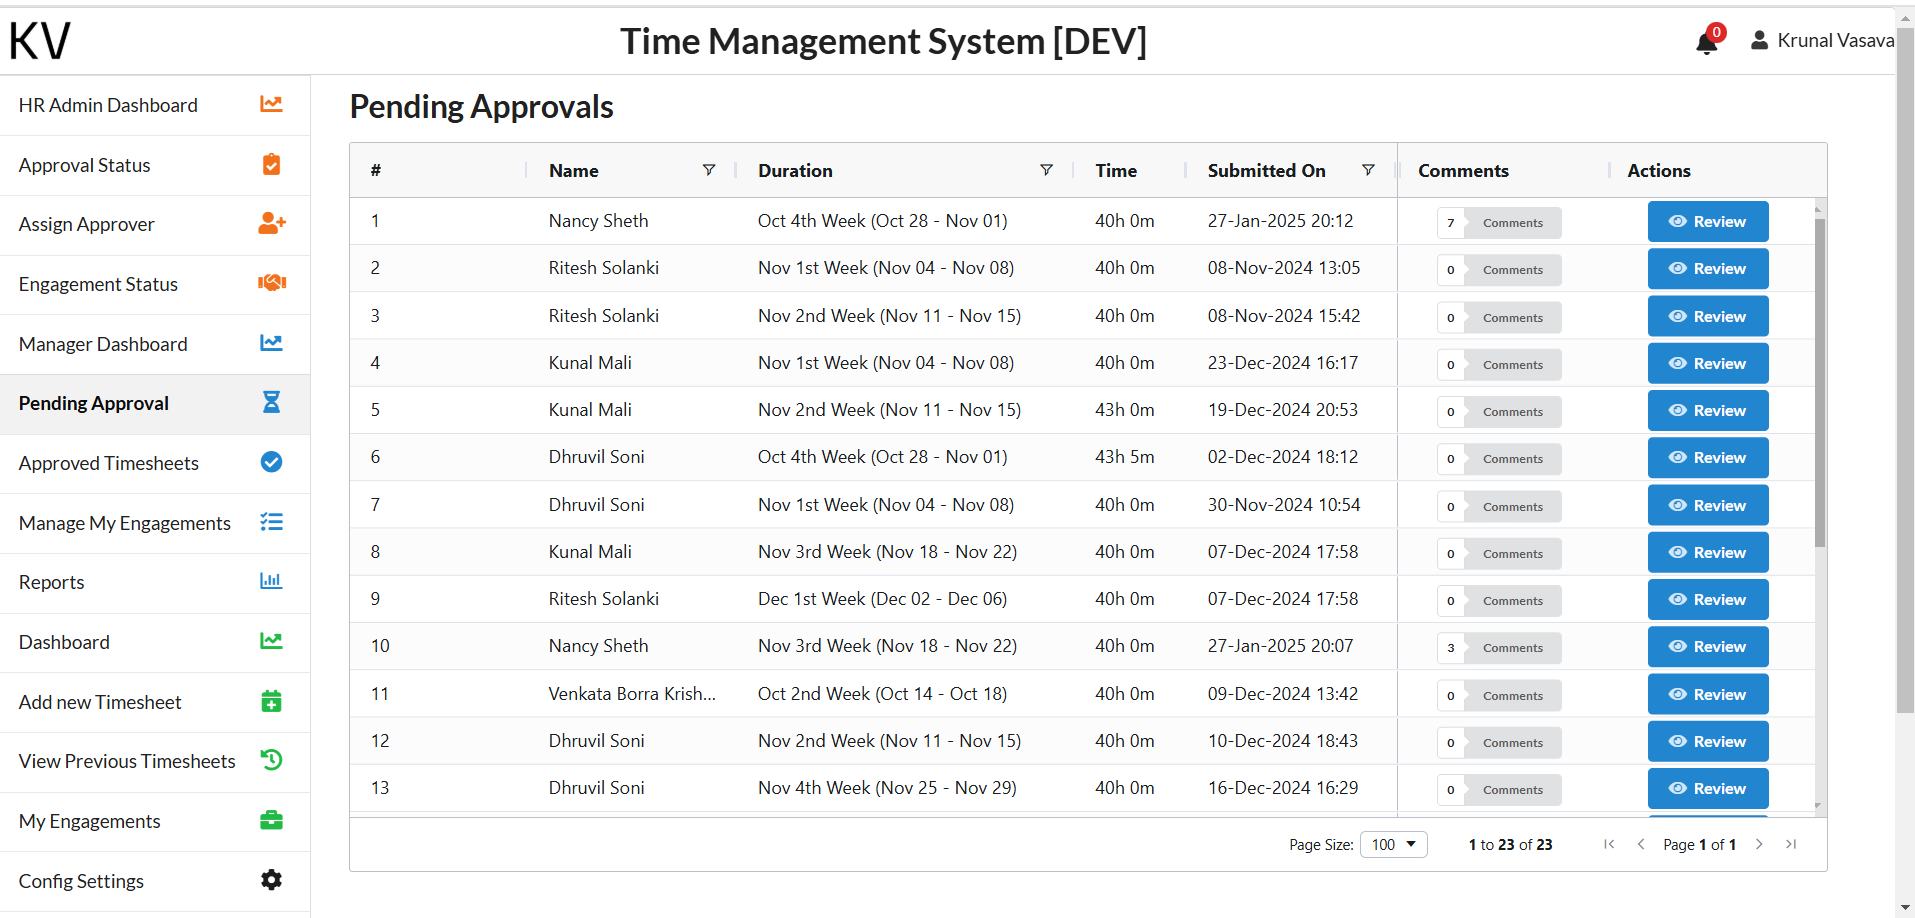 KV
Time Management System [DEV]
0
Krunal Vasava
HR Admin Dashboard
Approval Status
Assign Approver
Engagement Status
Manager Dashboard
Pending Approval
Approved Timesheets
Manage My Engagements
Reports
Dashboard
Add new Timesheet
View Previous Timesheets
My Engagements
Config Settings
Pending Approvals
# Name Duration Time Submitted On Comments Actions
1 Nancy Sheth Oct 4th Week (Oct 28 - Nov 01) 40h 0m 27-Jan-2025 20:12 7 Comments Review
2 Ritesh Solanki Nov 1st Week (Nov 04 - Nov 08) 40h 0m 08-Nov-2024 13:05 0 Comments Review
3 Ritesh Solanki Nov 2nd Week (Nov 11 - Nov 15) 40h 0m 08-Nov-2024 15:42 0 Comments Review
4 Kunal Mali Nov 1st Week (Nov 04 - Nov 08) 40h 0m 23-Dec-2024 16:17 0 Comments Review
5 Kunal Mali Nov 2nd Week (Nov 11 - Nov 15) 43h 0m 19-Dec-2024 20:53 0 Comments Review
6 Dhruvil Soni Oct 4th Week (Oct 28 - Nov 01) 43h 5m 02-Dec-2024 18:12 0 Comments Review
7 Dhruvil Soni Nov 1st Week (Nov 04 - Nov 08) 40h 0m 30-Nov-2024 10:54 0 Comments Review
8 Kunal Mali Nov 3rd Week (Nov 18 - Nov 22) 40h 0m 07-Dec-2024 17:58 0 Comments Review
9 Ritesh Solanki Dec 1st Week (Dec 02 - Dec 06) 40h 0m 07-Dec-2024 17:58 0 Comments Review
10 Nancy Sheth Nov 3rd Week (Nov 18 - Nov 22) 40h 0m 27-Jan-2025 20:07 3 Comments Review
11 Venkata Borra Krish... Oct 2nd Week (Oct 14 - Oct 18) 40h 0m 09-Dec-2024 13:42 0 Comments Review
12 Dhruvil Soni Nov 2nd Week (Nov 11 - Nov 15) 40h 0m 10-Dec-2024 18:43 0 Comments Review
13 Dhruvil Soni Nov 4th Week (Nov 25 - Nov 29) 40h 0m 16-Dec-2024 16:29 0 Comments Review
Page Size: 100 1 to 23 of 23 Page 1 of 1